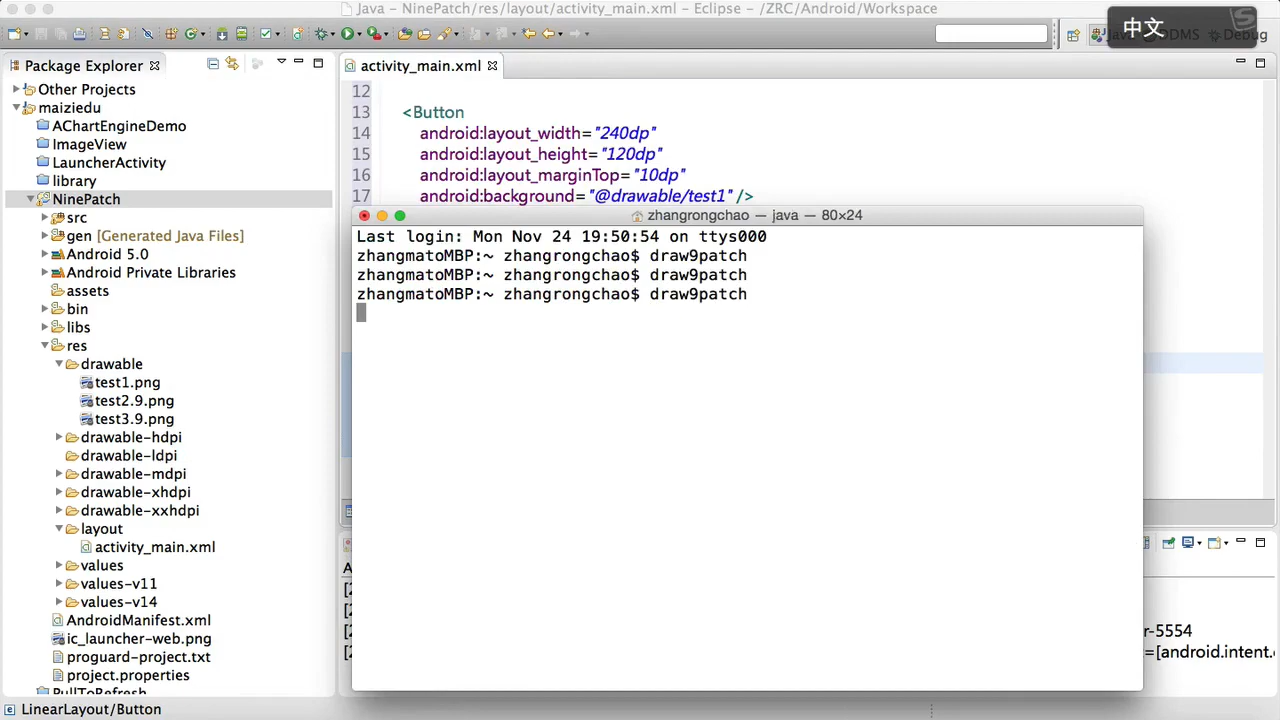 Java – NinePatch/res/layout/activity_main.xml – Eclipse – /ZRC/Android/Workspace
中文
DDMS
Debug
Package Explorer
Other Projects
maiziedu
AChartEngineDemo
ImageView
LauncherActivity
library
NinePatch
src
gen [Generated Java Files]
Android 5.0
Android Private Libraries
assets
bin
libs
res
drawable
test1.png
test2.9.png
test3.9.png
drawable-hdpi
drawable-ldpi
drawable-mdpi
drawable-xhdpi
drawable-xxhdpi
layout
activity_main.xml
values
values-v11
values-v14
AndroidManifest.xml
ic_launcher-web.png
proguard-project.txt
project.properties
PullToRefresh
activity_main.xml
12
13 <Button
14 android:layout_width="240dp"
15 android:layout_height="120dp"
16 android:layout_marginTop="10dp"
17 android:background="@drawable/test1" />
zhangrongchao — java — 80×24
Last login: Mon Nov 24 19:50:54 on ttys000
zhangmatoMBP:~ zhangrongchao$ draw9patch
zhangmatoMBP:~ zhangrongchao$ draw9patch
zhangmatoMBP:~ zhangrongchao$ draw9patch
r-5554
=[android.intent.
LinearLayout/Button